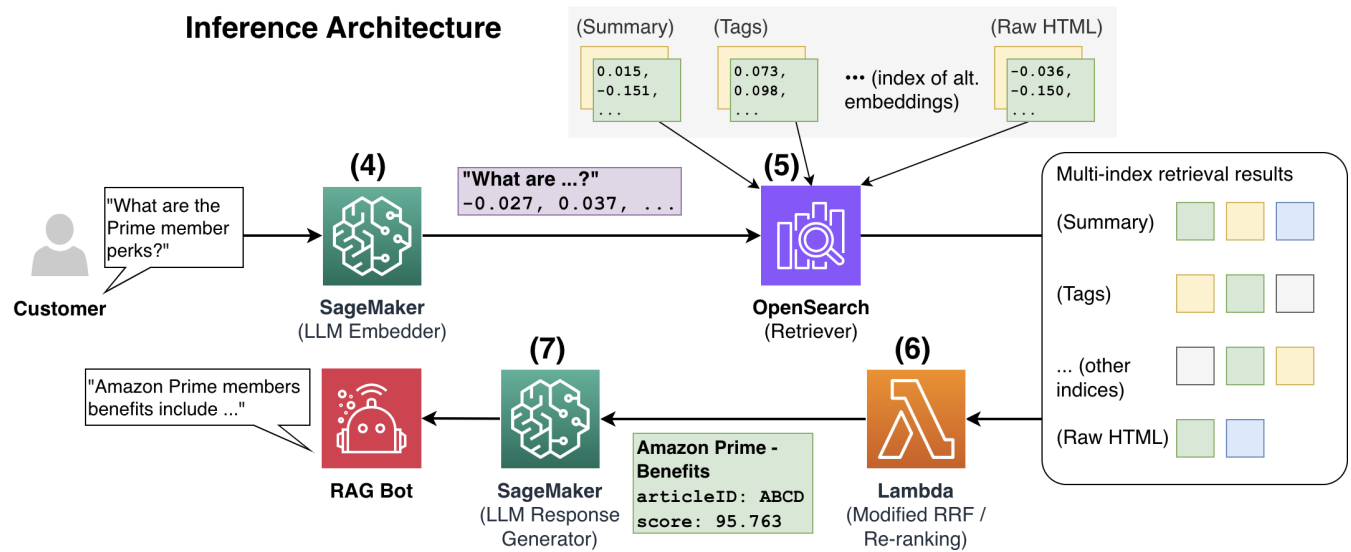 Inference Architecture
(Summary)
(Tags)
(Raw HTML)
0.015,
-0.151,
...
0.073,
0.098,
...
... (index of alt.
embeddings)
-0.036,
-0.150,
...
(4)
(5)
"What are the
Prime member
perks?"
Customer
SageMaker
(LLM Embedder)
"What are ...?"
-0.027, 0.037, ...
OpenSearch
(Retriever)
Multi-index retrieval results
(Summary)
(Tags)
... (other
indices)
(Raw HTML)
(6)
Lambda
(Modified RRF /
Re-ranking)
Amazon Prime -
Benefits
articleID: ABCD
score: 95.763
(7)
SageMaker
(LLM Response
Generator)
RAG Bot
"Amazon Prime members
benefits include ..."